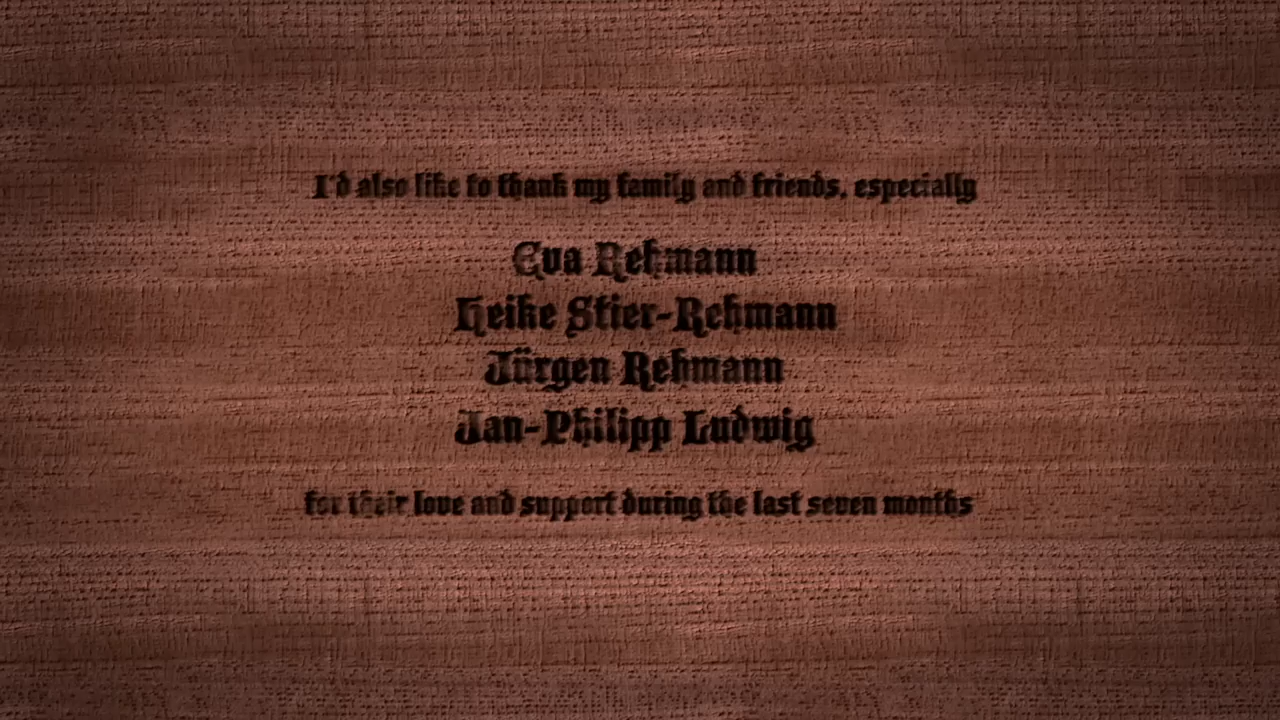 I'd also like to thank my family and friends, especially
Eva Rehmann
Heike Stier-Rehmann
Jürgen Rehmann
Jan-Philipp Ludwig
for their love and support during the last seven months